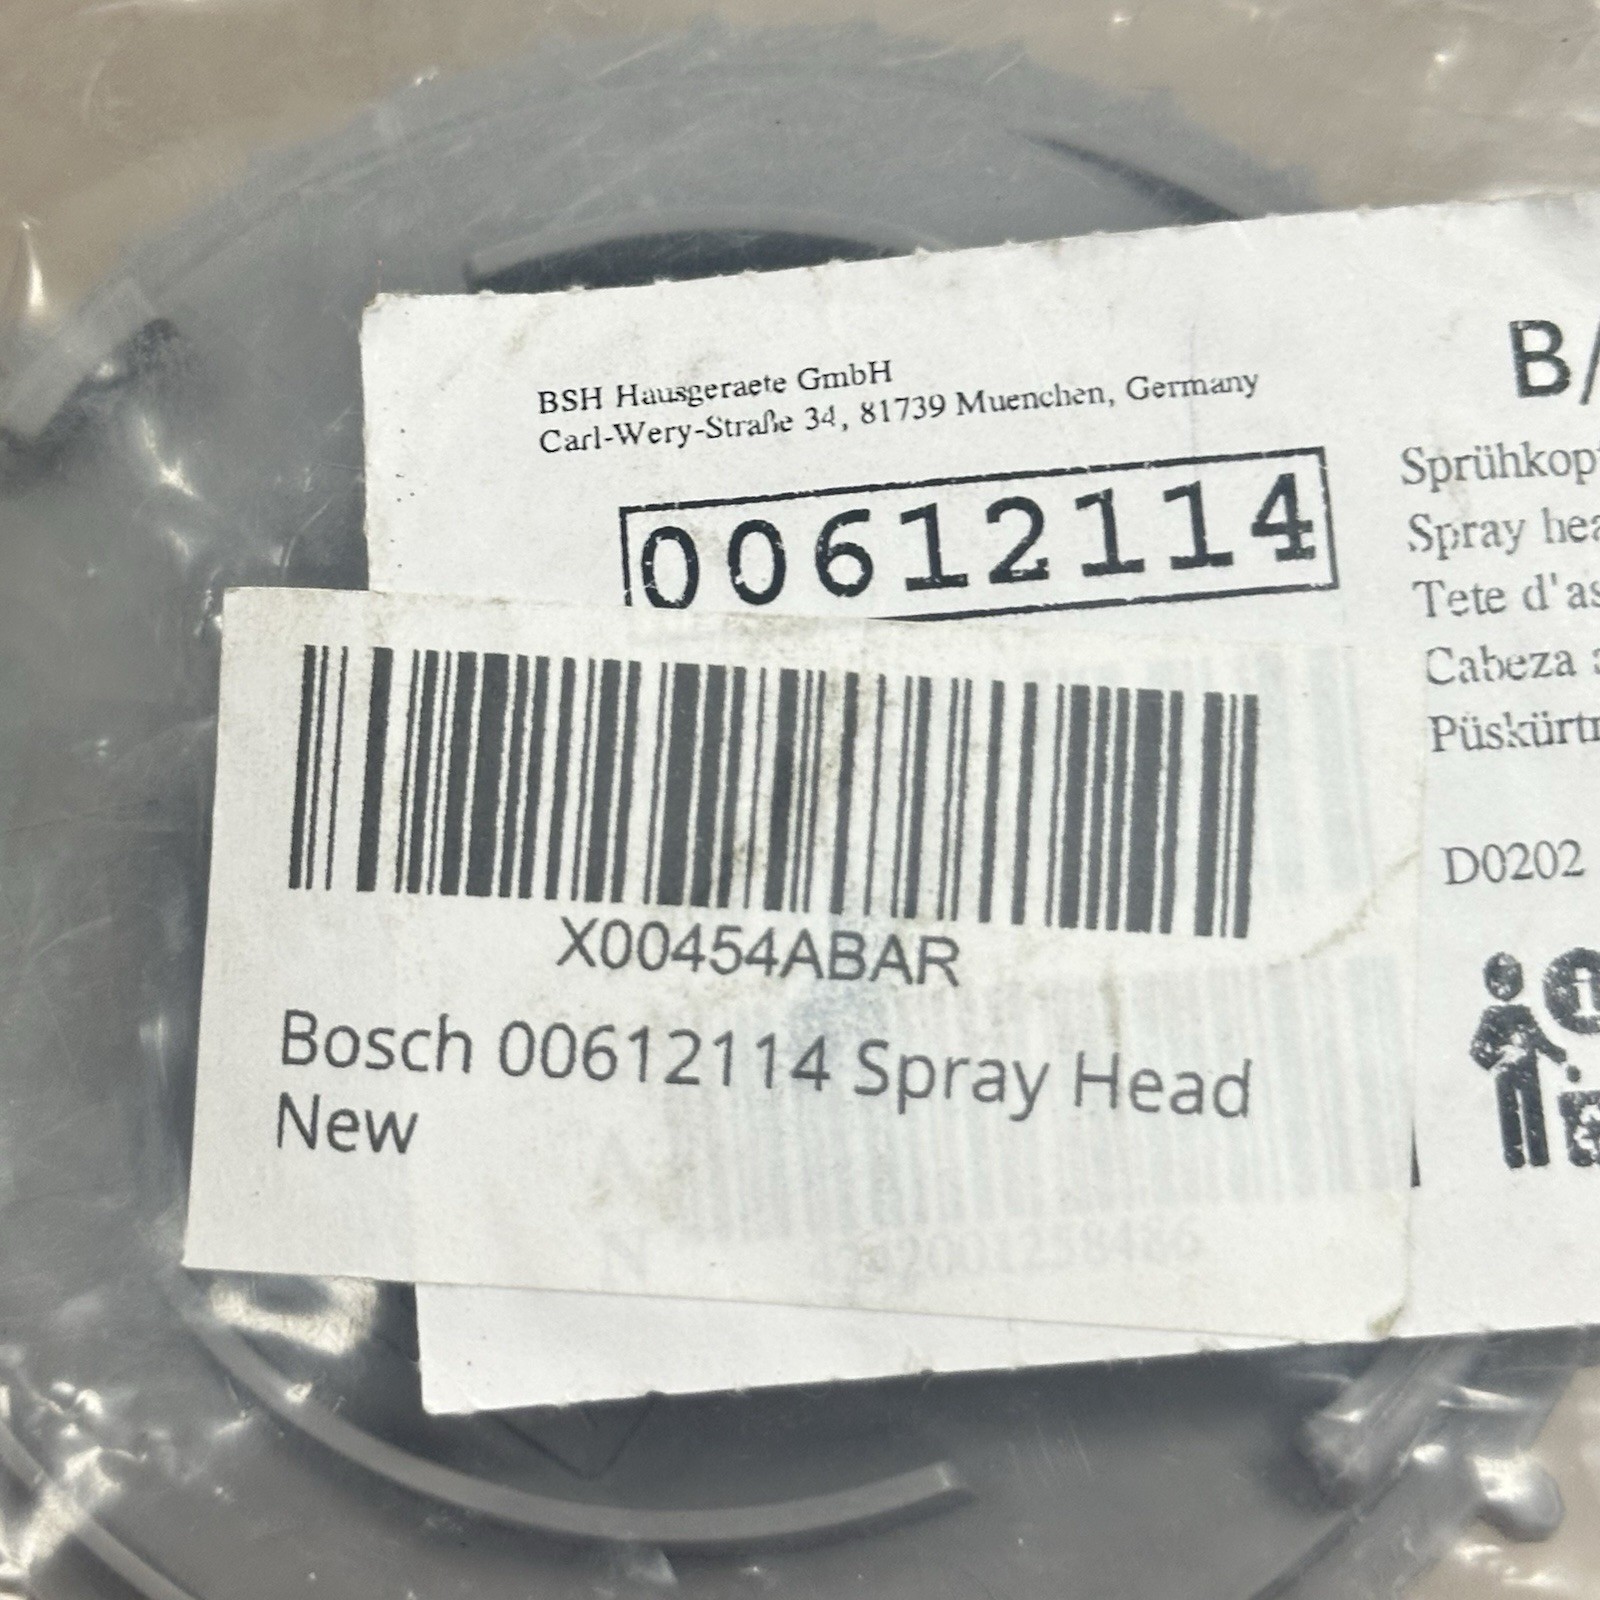 BSH Hausgeraete GmbH
Carl-Wery-Straße 34, 81739 Muenchen, Germany
B/
00612114
Sprühkopf
Spray hea
Tete d'as
Cabeza a
Püskürtm
D0202
X00454ABAR
Bosch 00612114 Spray Head
New